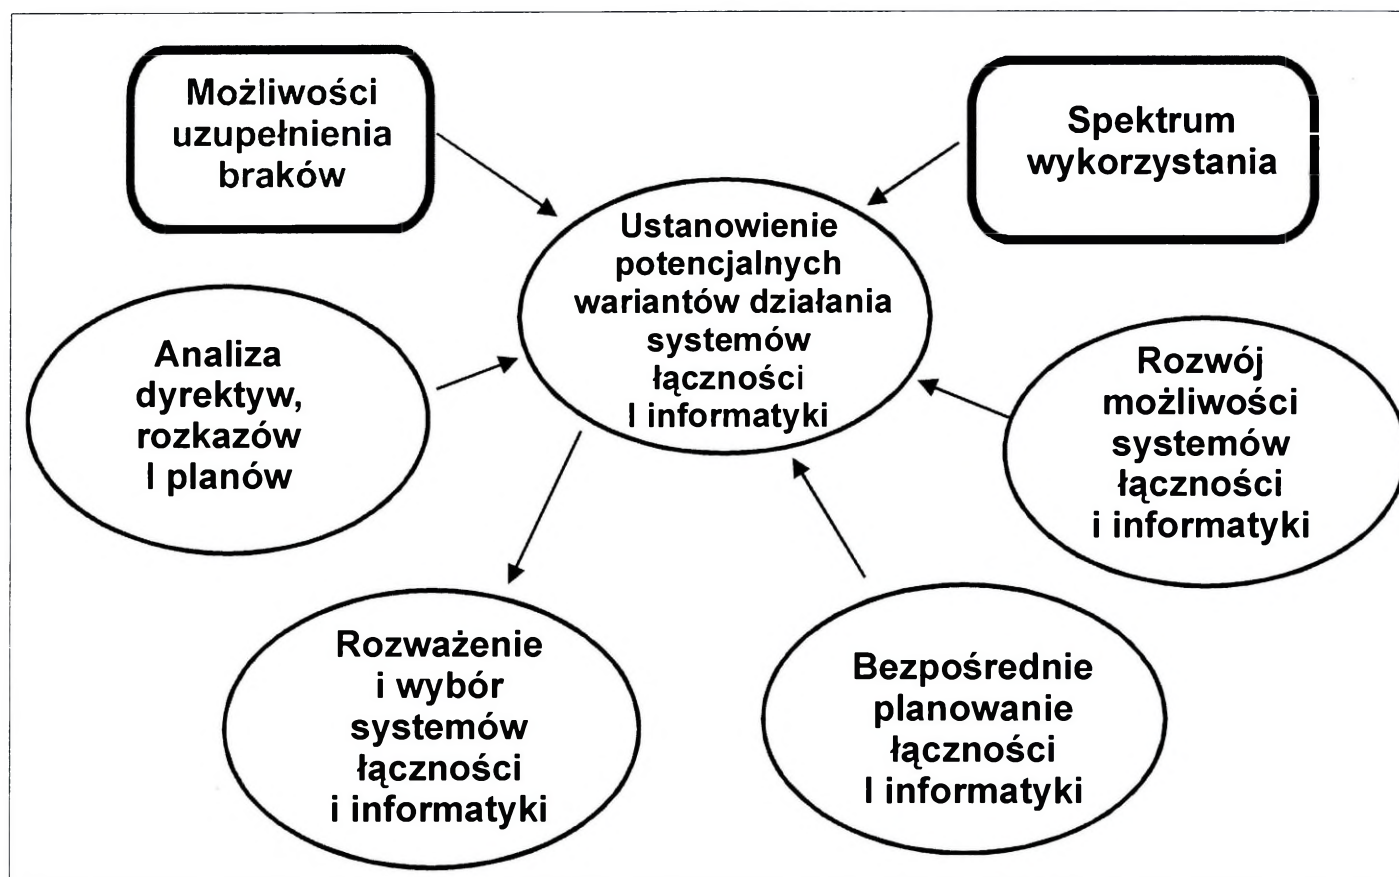 Możliwości
uzupełnienia
braków
Spektrum
wykorzystania
Ustanowienie
potencjalnych
wariantów działania
systemów
łączności
I informatyki
Analiza
dyrektyw,
rozkazów
I planów
Rozwój
możliwości
systemów
łączności
i informatyki
Rozważenie
i wybór
systemów
łączności
i informatyki
Bezpośrednie
planowanie
łączności
I informatyki